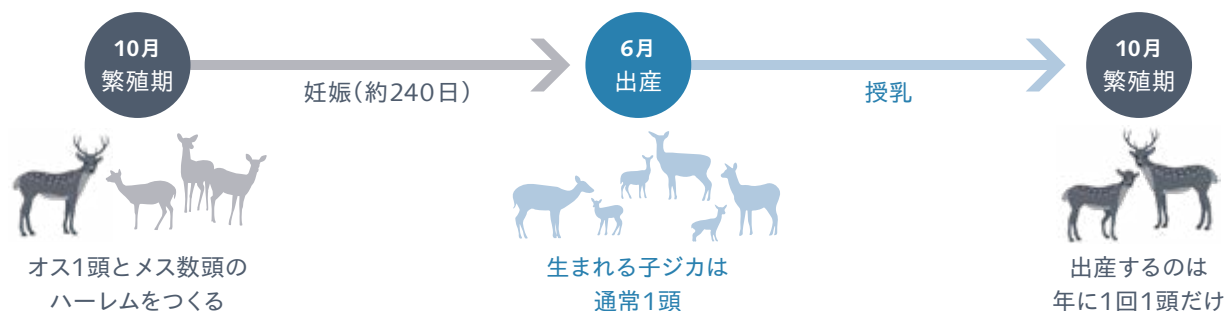 10月
繁殖期
妊娠（約240日）
6月
出産
授乳
10月
繁殖期
オス1頭とメス数頭の
ハーレムをつくる
生まれる子ジカは
通常1頭
出産するのは
年に1回1頭だけ